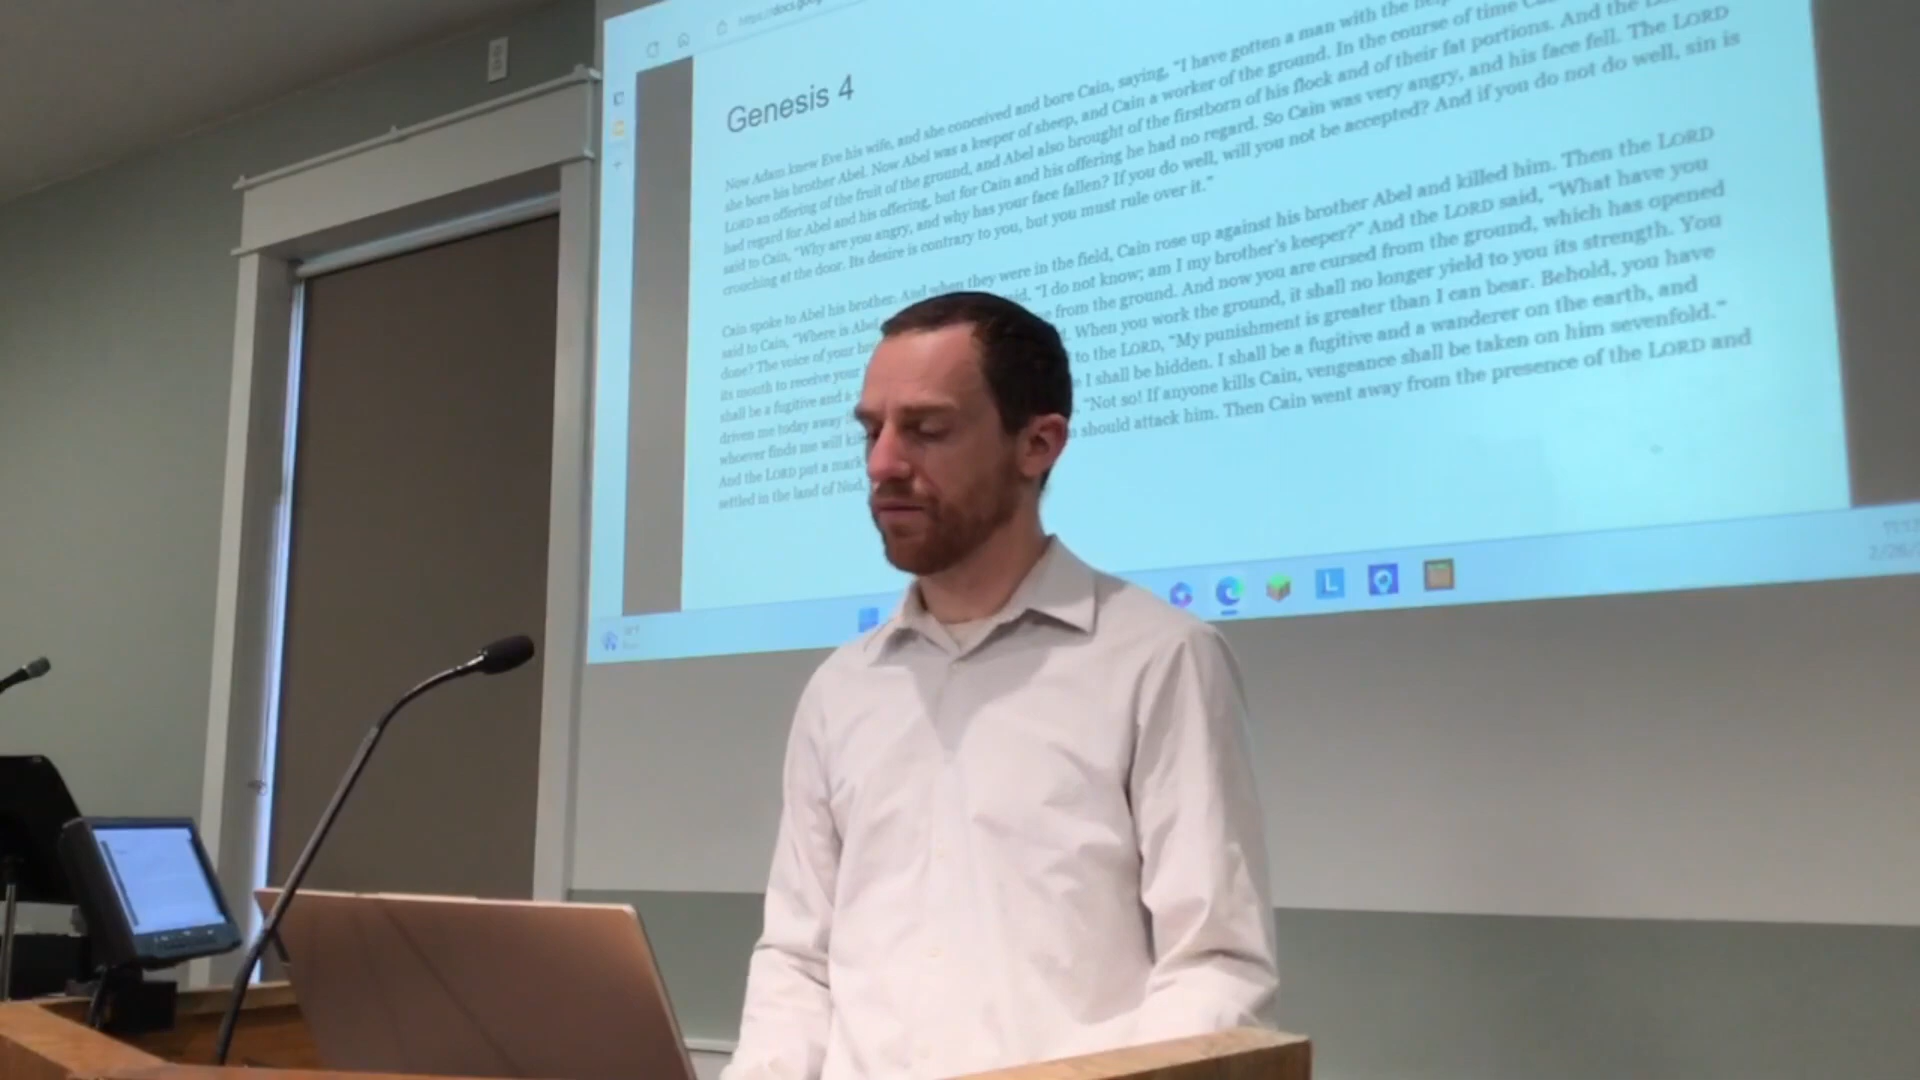 https://docs.goog
Genesis 4
Now Adam knew Eve his wife, and she conceived and bore Cain, saying, “I have gotten a man with the help
she bore his brother Abel. Now Abel was a keeper of sheep, and Cain a worker of the ground. In the course of time
LORD an offering of the fruit of the ground, and Abel also brought of the firstborn of his flock and of their fat portions. And the
had regard for Abel and his offering, but for Cain and his offering he had no regard. So Cain was very angry, and his face fell. The LORD
said to Cain, “Why are you angry, and why has your face fallen? If you do well, will you not be accepted? And if you do not do well, sin is
crouching at the door. Its desire is contrary to you, but you must rule over it.”
Cain spoke to Abel his brother. And when they were in the field, Cain rose up against his brother Abel and killed him. Then the LORD
said to Cain, “Where is Abel said, “I do not know; am I my brother’s keeper?” And the LORD said, “What have you
done? The voice of your from the ground. And now you are cursed from the ground, which has opened
its mouth to receive your When you work the ground, it shall no longer yield to you its strength. You
shall be a fugitive and a to the LORD, “My punishment is greater than I can bear. Behold, you have
driven me today away I shall be hidden. I shall be a fugitive and a wanderer on the earth, and
whoever finds me will “Not so! If anyone kills Cain, vengeance shall be taken on him sevenfold.”
And the LORD put a mark should attack him. Then Cain went away from the presence of the LORD and
settled in the land of Nod,
L